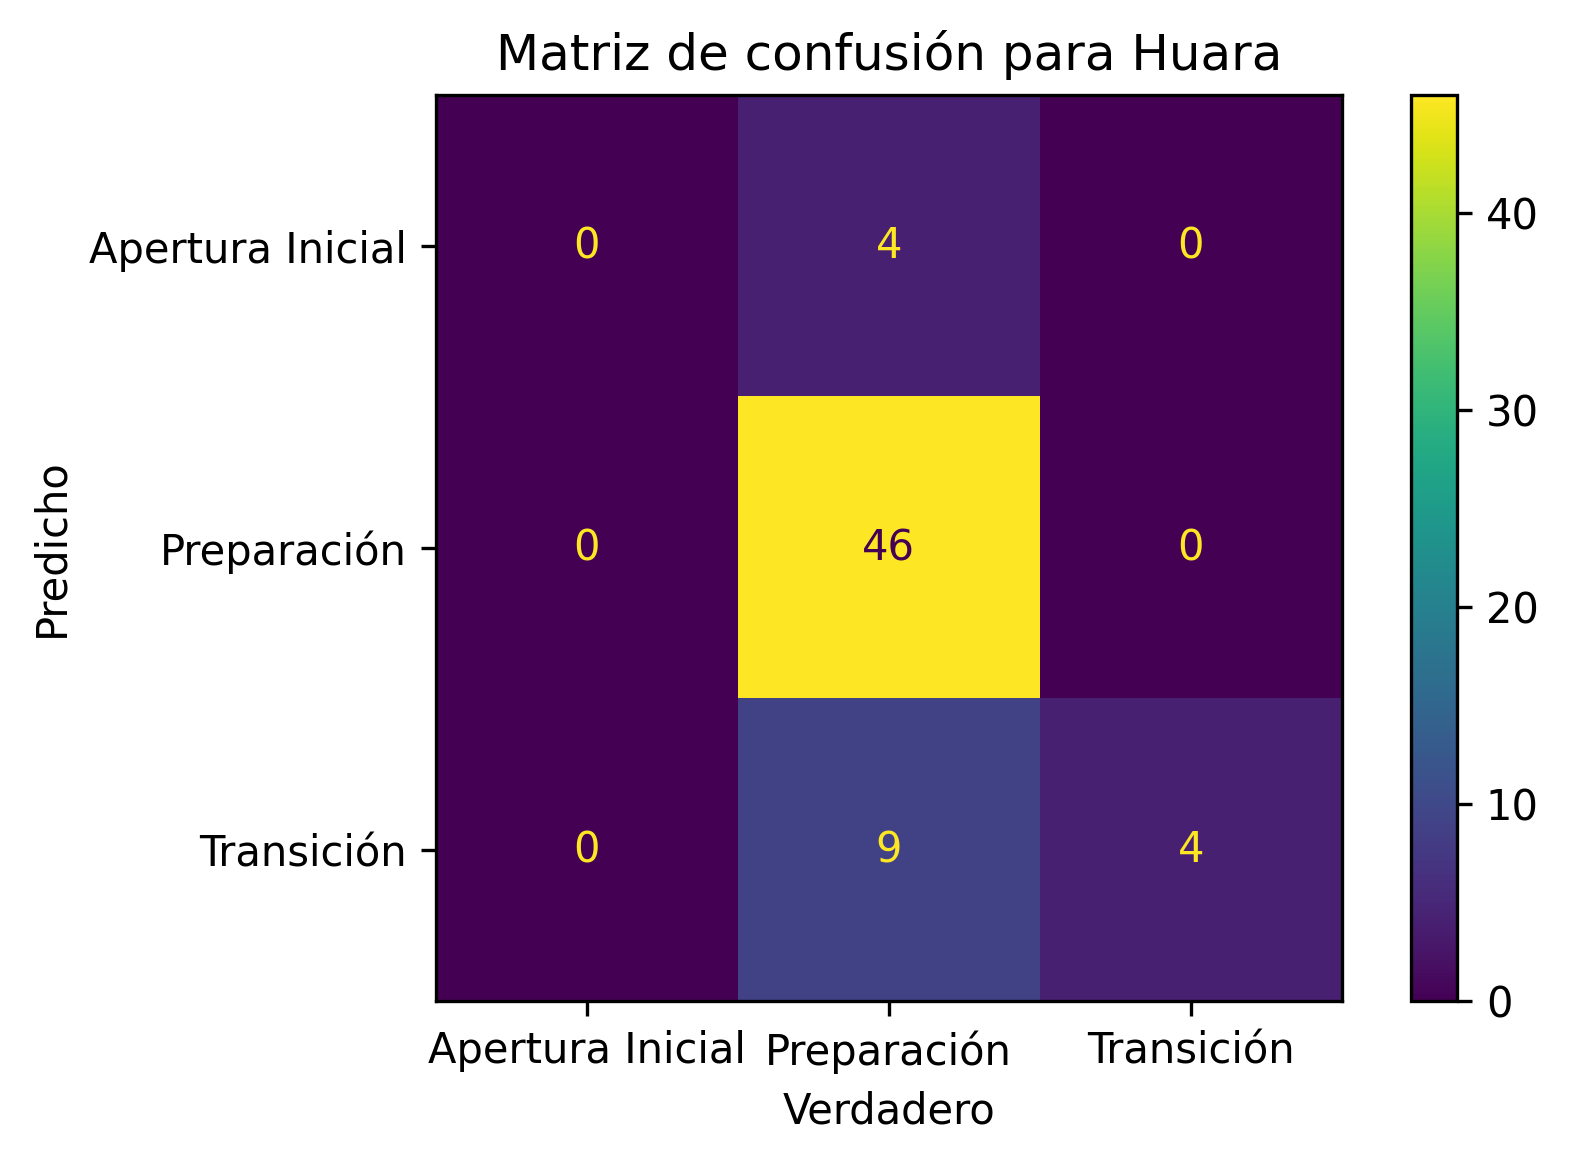 Matriz de confusión para Huara
Predicho
Apertura Inicial
0 4 0
Preparación
0 46 0
Transición
0 9 4
Apertura Inicial Preparación Transición
Verdadero
40
30
20
10
0